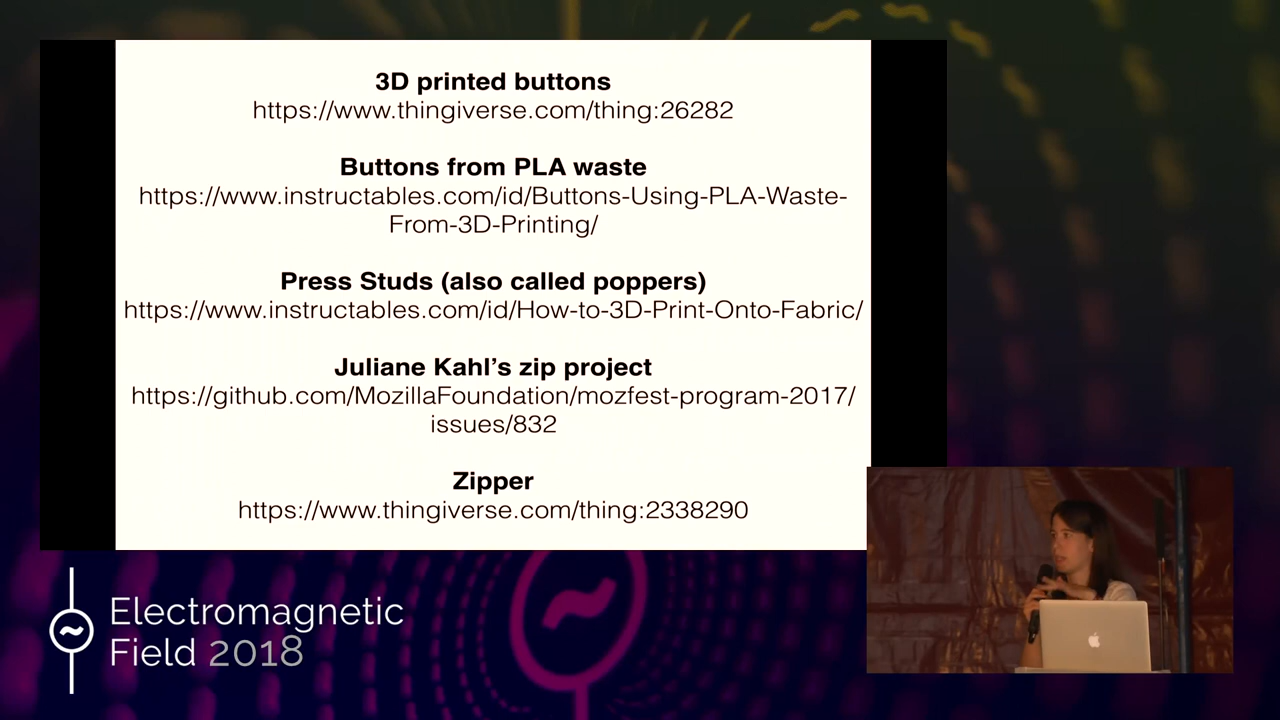 3D printed buttons
https://www.thingiverse.com/thing:26282
Buttons from PLA waste
https://www.instructables.com/id/Buttons-Using-PLA-Waste-
From-3D-Printing/
Press Studs (also called poppers)
https://www.instructables.com/id/How-to-3D-Print-Onto-Fabric/
Juliane Kahl’s zip project
https://github.com/MozillaFoundation/mozfest-program-2017/
issues/832
Zipper
https://www.thingiverse.com/thing:2338290
Electromagnetic
Field 2018